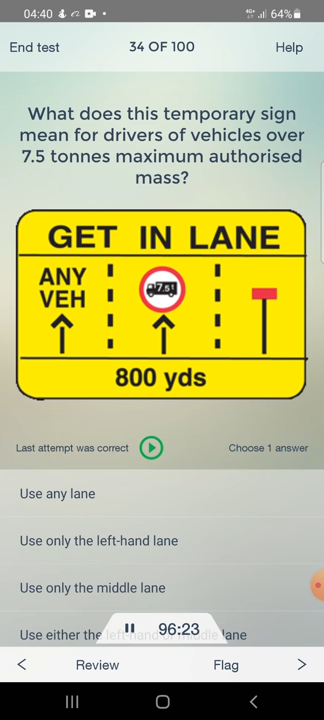 04:40
4G+
64%
End test
34 OF 100
Help
What does this temporary sign
mean for drivers of vehicles over
7.5 tonnes maximum authorised
mass?
GET IN LANE
ANY
VEH
7.5t
800 yds
Last attempt was correct
Choose 1 answer
Use any lane
Use only the left-hand lane
Use only the middle lane
Use either the left-hand or middle lane
96:23
Review
Flag